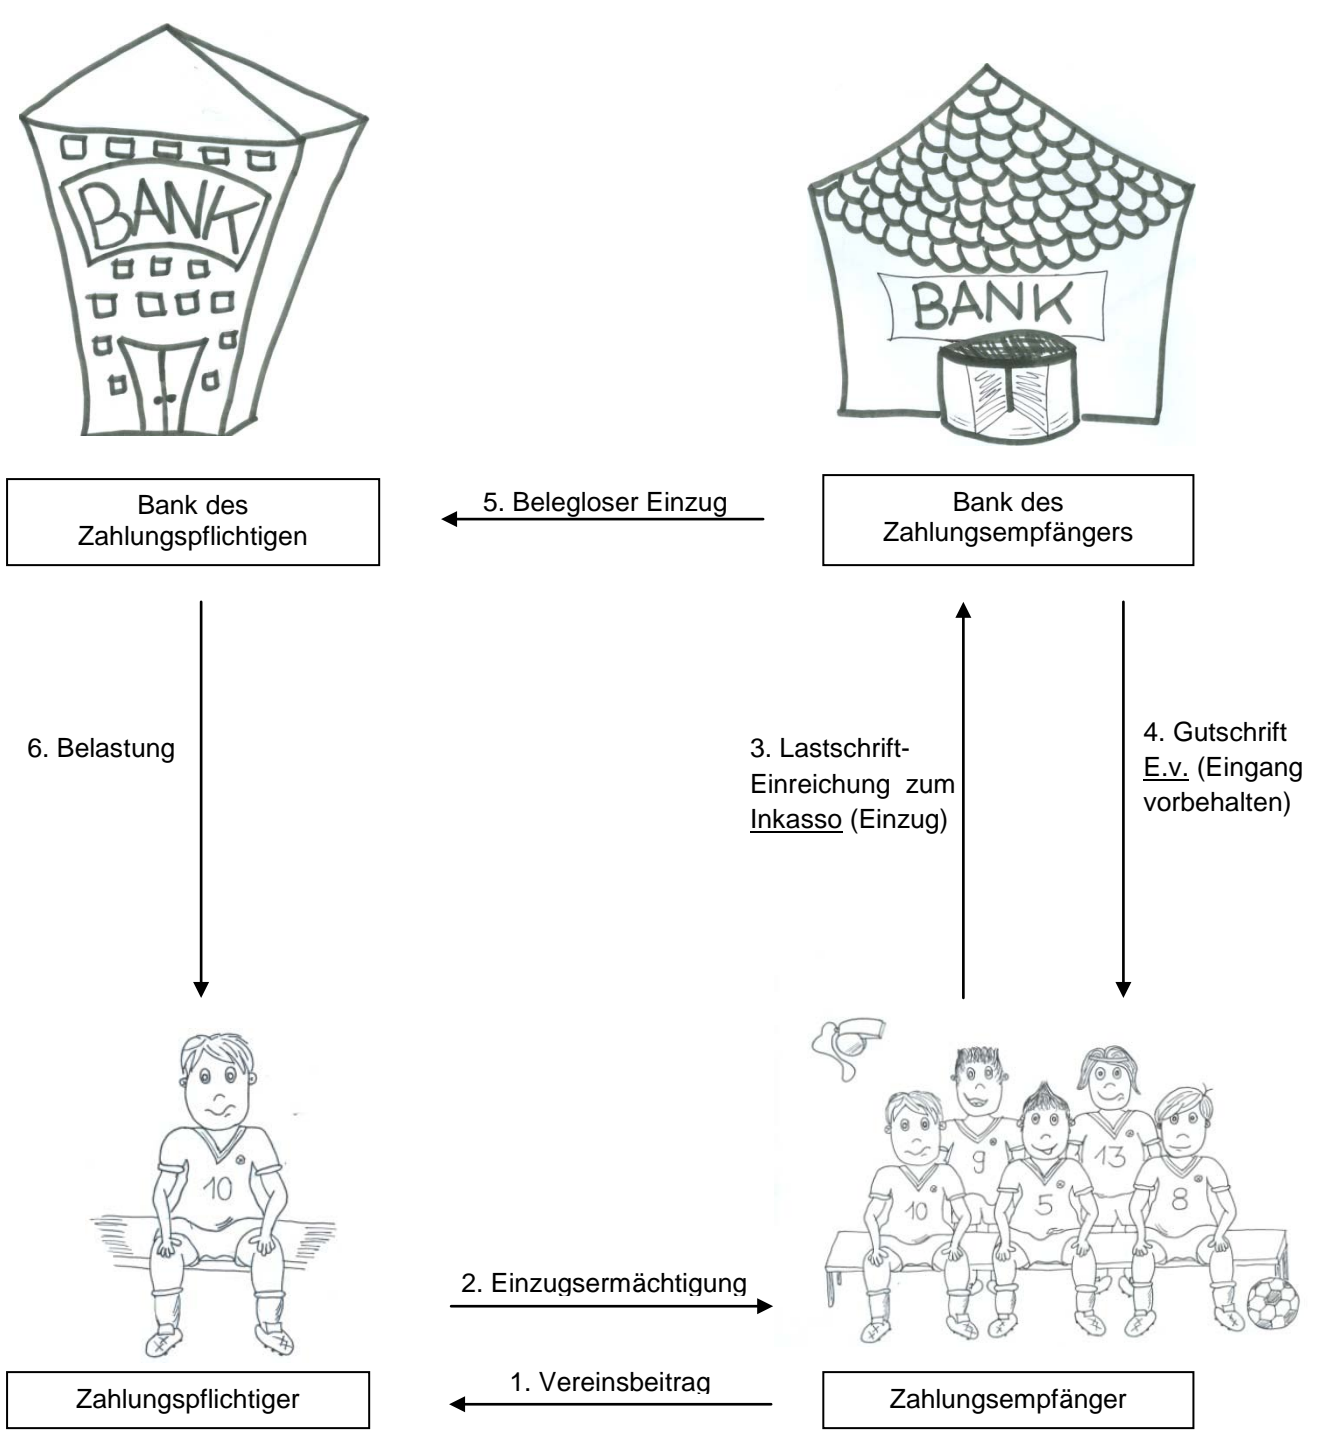 BANK
BANK
Bank des
Zahlungspflichtigen
5. Belegloser Einzug
Bank des
Zahlungsempfängers
6. Belastung
3. Lastschrift-
Einreichung zum
Inkasso (Einzug)
4. Gutschrift
E.v. (Eingang
vorbehalten)
10
9
13
10
5
8
2. Einzugsermächtigung
Zahlungspflichtiger
1. Vereinsbeitrag
Zahlungsempfänger